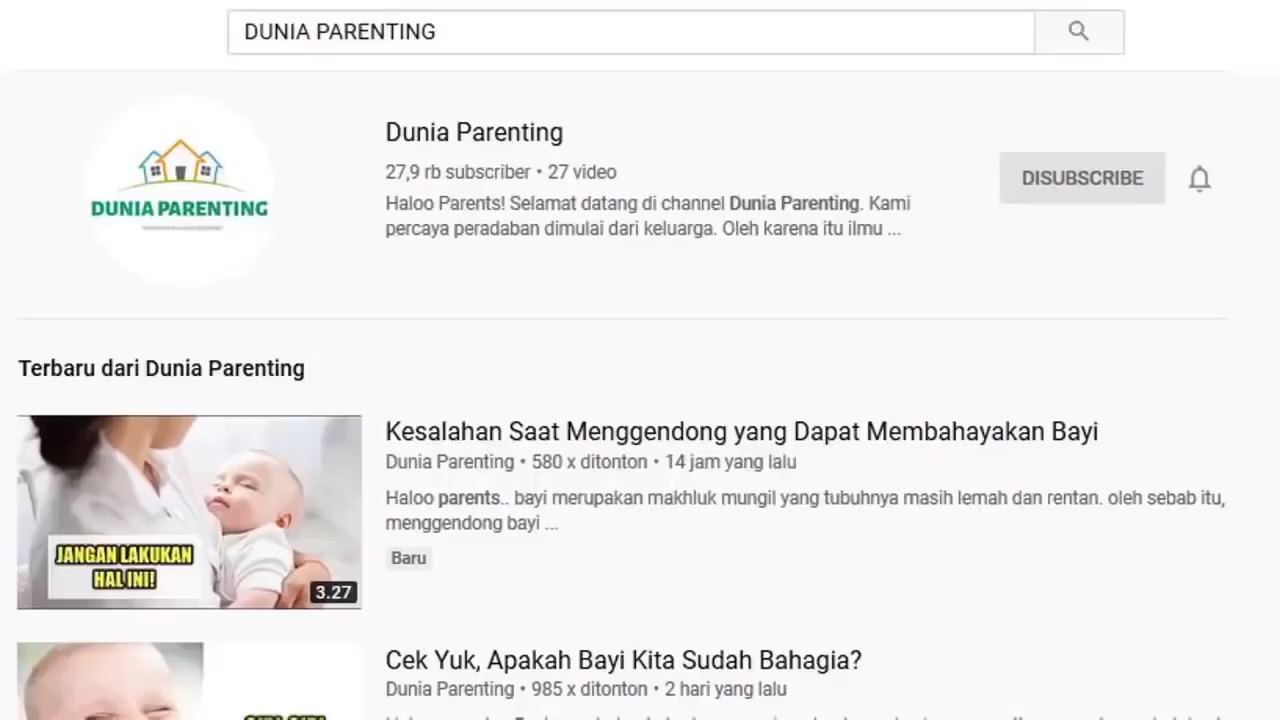 DUNIA PARENTING
DUNIA PARENTING
Dunia Parenting
27,9 rb subscriber • 27 video
Haloo Parents! Selamat datang di channel Dunia Parenting. Kami
percaya peradaban dimulai dari keluarga. Oleh karena itu ilmu ...
DISUBSCRIBE
Terbaru dari Dunia Parenting
JANGAN LAKUKAN
HAL INI!
3.27
Kesalahan Saat Menggendong yang Dapat Membahayakan Bayi
Dunia Parenting • 580 x ditonton • 14 jam yang lalu
Haloo parents.. bayi merupakan makhluk mungil yang tubuhnya masih lemah dan rentan. oleh sebab itu,
menggendong bayi ...
Baru
Cek Yuk, Apakah Bayi Kita Sudah Bahagia?
Dunia Parenting • 985 x ditonton • 2 hari yang lalu